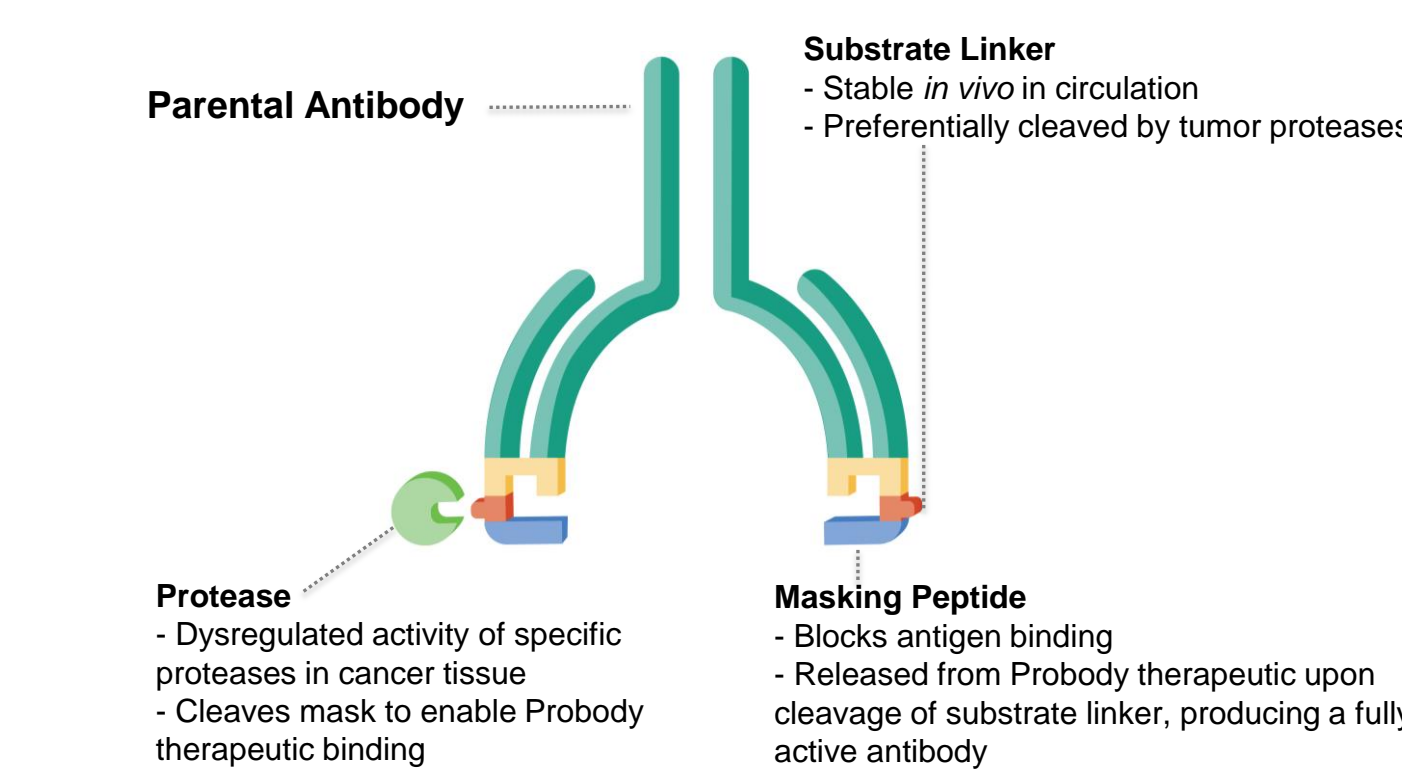 Parental Antibody
Substrate Linker
- Stable in vivo in circulation
- Preferentially cleaved by tumor proteases
Protease
- Dysregulated activity of specific
proteases in cancer tissue
- Cleaves mask to enable Probody
therapeutic binding
Masking Peptide
- Blocks antigen binding
- Released from Probody therapeutic upon
cleavage of substrate linker, producing a fully
active antibody